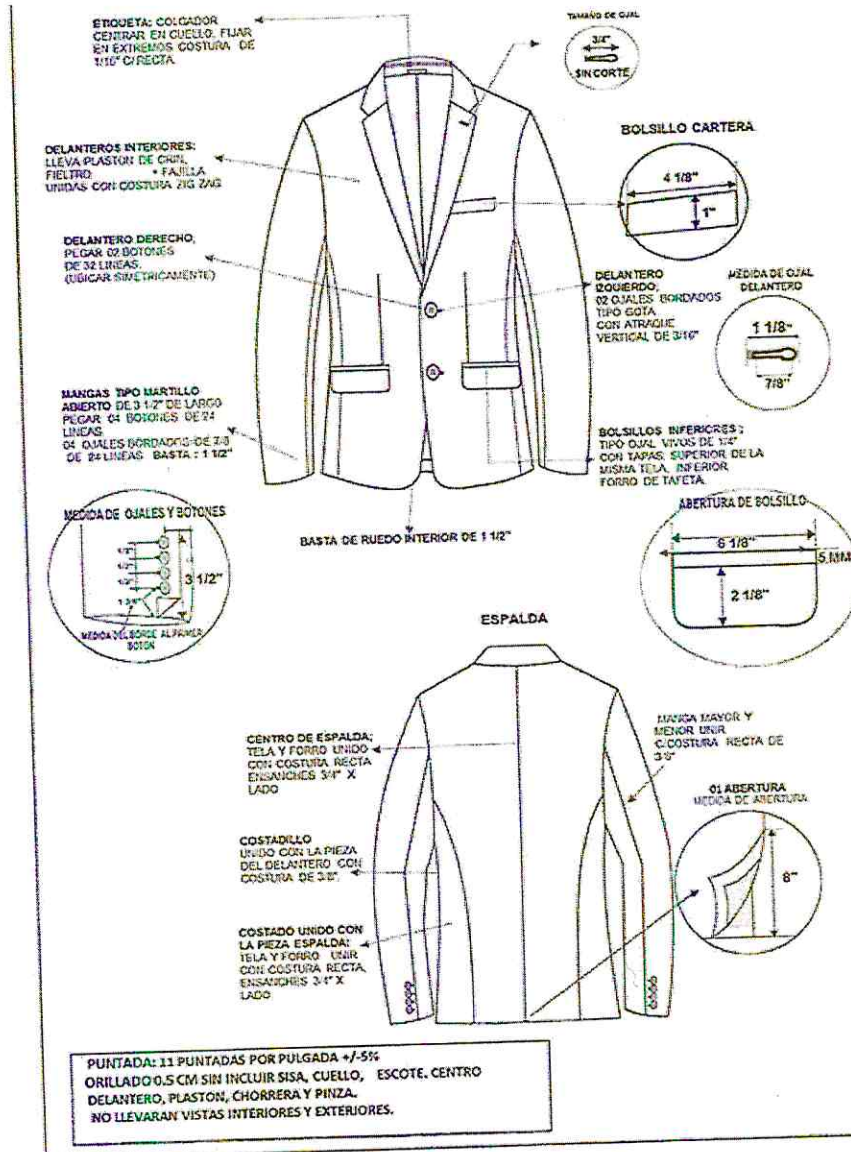 ETIQUETA: COLGADOR
CENTRAR EN CUELLO, FIJAR
EN EXTREMOS COSTURA DE
1/16" C/RECTA.
TAMAÑO DE OJAL
3/4"
SIN CORTE
DELANTEROS INTERIORES:
LLEVA PLASTON DE CRIN,
FIELTRO + FAJILLA
UNIDAS CON COSTURA ZIG ZAG
BOLSILLO CARTERA
4 1/8"
1"
DELANTERO DERECHO,
PEGAR 02 BOTONES
DE 32 LINEAS.
(UBICAR SIMETRICAMENTE)
DELANTERO
IZQUIERDO;
02 OJALES BORDADOS
TIPO GOTA
CON ATRAQUE
VERTICAL DE 3/16"
MEDIDA DE OJAL
DELANTERO
1 1/8"
7/8"
MANGAS TIPO MARTILLO
ABIERTO DE 3 1/2" DE LARGO
PEGAR 04 BOTONES DE 24
LINEAS
04 OJALES BORDADOS DE 7/8
DE 24 LINEAS BASTA : 1 1/2"
BOLSILLOS INFERIORES :
TIPO OJAL VIVOS DE 1/4"
CON TAPAS, SUPERIOR DE LA
MISMA TELA, INFERIOR
FORRO DE TAFETA.
MEDIDA DE OJALES Y BOTONES
3 1/2"
MEDIDA DEL BORDE AL PRIMER
BOTON
BASTA DE RUEDO INTERIOR DE 1 1/2"
ABERTURA DE BOLSILLO
6 1/8"
5 MM
2 1/8"
ESPALDA
CENTRO DE ESPALDA;
TELA Y FORRO UNIDO
CON COSTURA RECTA
ENSANCHES 3/4" X
LADO
MANGA MAYOR Y
MENOR UNIR
C/COSTURA RECTA DE
3/8"
01 ABERTURA
MEDIDA DE ABERTURA
8"
COSTADILLO
UNIDO CON LA PIEZA
DEL DELANTERO CON
COSTURA DE 3/8".
COSTADO UNIDO CON
LA PIEZA ESPALDA:
TELA Y FORRO UNIR
CON COSTURA RECTA,
ENSANCHES 3/4" X
LADO
PUNTADA: 11 PUNTADAS POR PULGADA +/-5%
ORILLADO 0.5 CM SIN INCLUIR SISA, CUELLO, ESCOTE. CENTRO
DELANTERO, PLASTON, CHORRERA Y PINZA.
NO LLEVARAN VISTAS INTERIORES Y EXTERIORES.